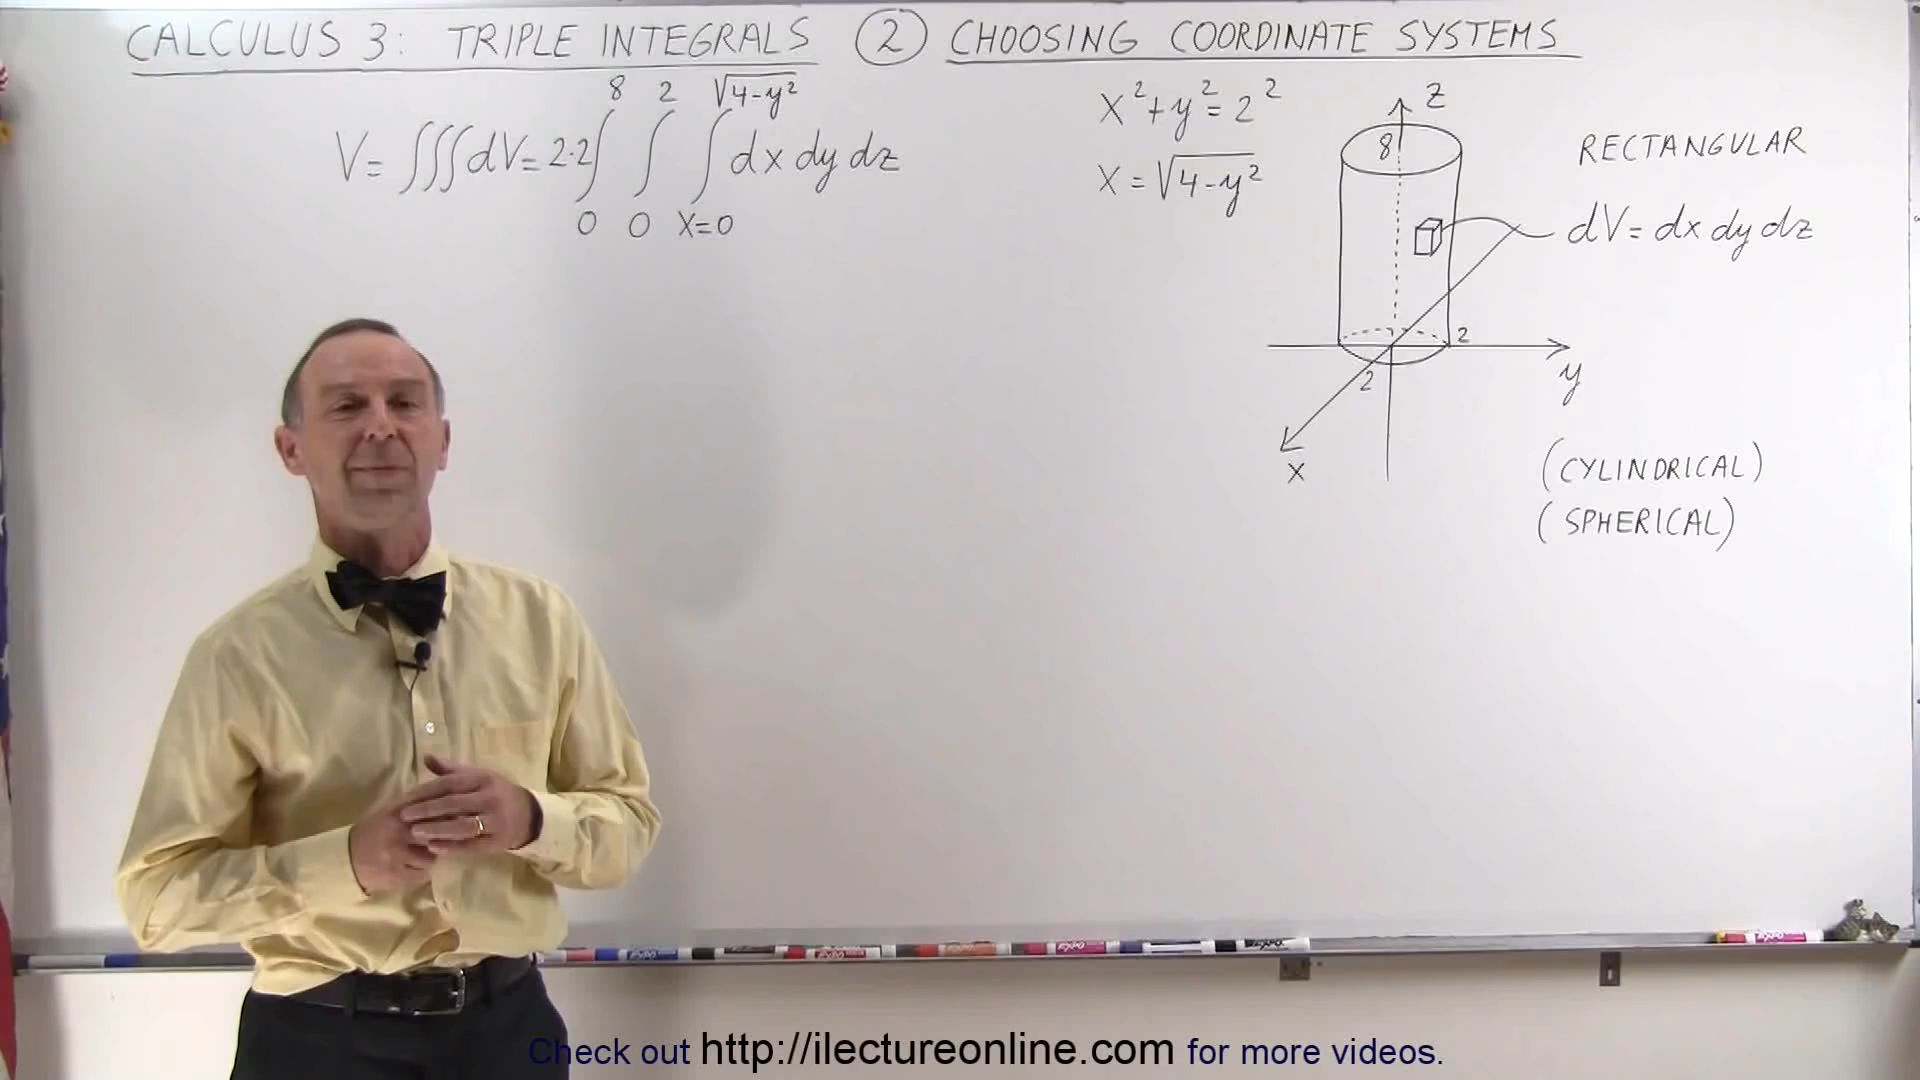 CALCULUS 3: TRIPLE INTEGRALS ② CHOOSING COORDINATE SYSTEMS
8 2 √4-y²
V= ∫∫∫dV= 2·2∫ ∫ ∫ dx dy dz
0 0 X=0
X²+y²=2²
X=√4-y²
z
8
RECTANGULAR
dV= dx dy dz
2
2
y
x
(CYLINDRICAL)
(SPHERICAL)
Check out http://ilectureonline.com for more videos.